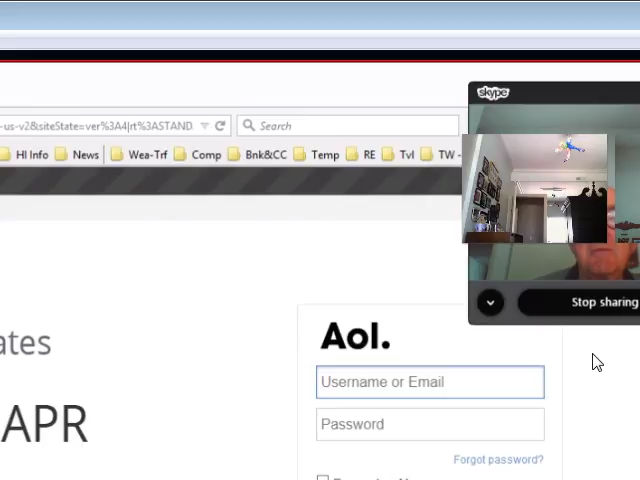 skype
-us-v2&siteState=ver%3A4|rt%3ASTAND
Search
HI Info
News
Wea-Trf
Comp
Bnk&CC
Temp
RE
Tvl
TW -
Stop sharing
Aol.
ates
Username or Email
APR
Password
Forgot password?